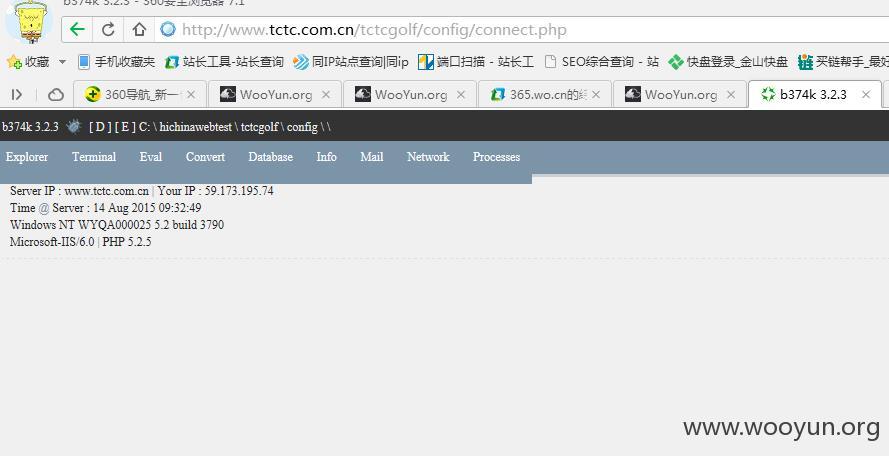 b374k 3.2.3 - 360安全浏览器 7.1
http://www.tctc.com.cn/tctcgolf/config/connect.php
收藏 手机收藏夹 站长工具-站长查询 同IP站点查询|同ip 端口扫描 - 站长工 SEO综合查询 - 站 快盘登录_金山快盘 买链帮手_最好
360导航_新一 WooYun.org WooYun.org 365.wo.cn的综 WooYun.org b374k 3.2.3
b374k 3.2.3 [ D ] [ E ] C: \ hichinawebtest \ tctcgolf \ config \ \
Explorer Terminal Eval Convert Database Info Mail Network Processes
Server IP : www.tctc.com.cn | Your IP : 59.173.195.74
Time @ Server : 14 Aug 2015 09:32:49
Windows NT WYQA000025 5.2 build 3790
Microsoft-IIS/6.0 | PHP 5.2.5
www.wooyun.org